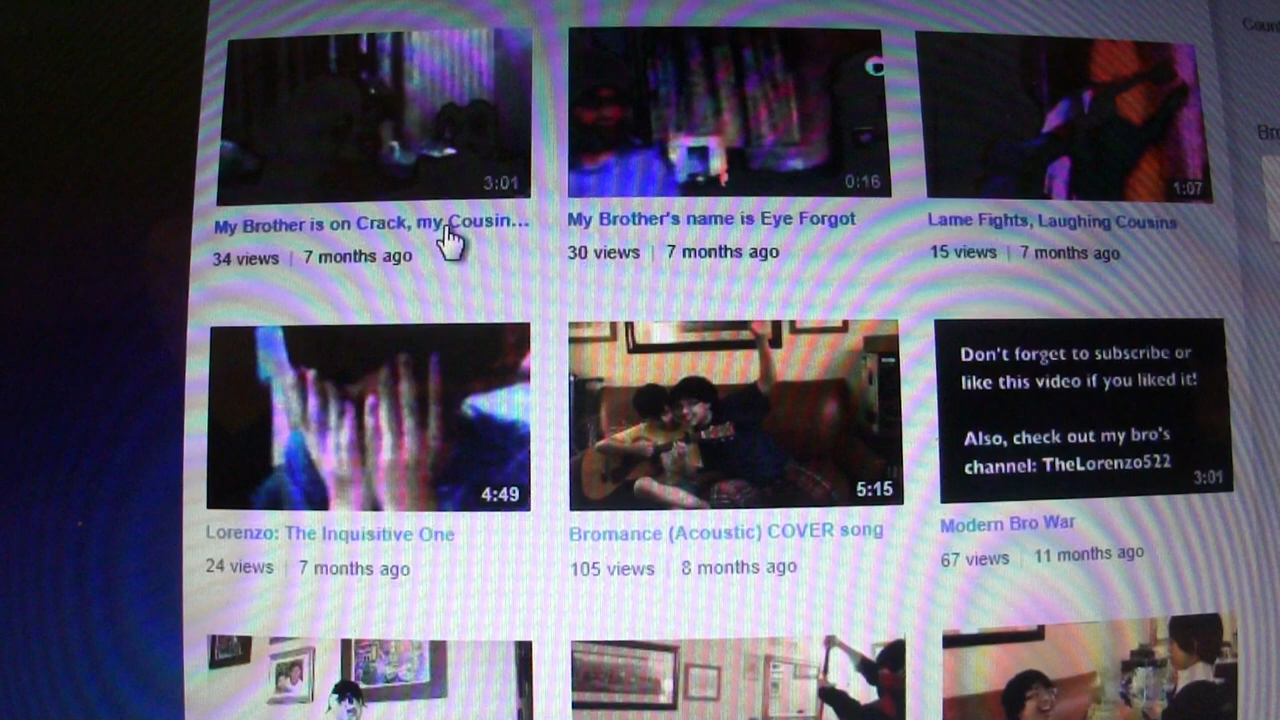 3:01
0:16
1:07
My Brother is on Crack, my Cousin...
My Brother's name is Eye Forgot
Lame Fights, Laughing Cousins
34 views | 7 months ago
30 views | 7 months ago
15 views | 7 months ago
4:49
5:15
Don't forget to subscribe or
like this video if you liked it!
Also, check out my bro's
channel: TheLorenzo522
3:01
Lorenzo: The Inquisitive One
Bromance (Acoustic) COVER song
Modern Bro War
24 views | 7 months ago
105 views | 8 months ago
67 views | 11 months ago